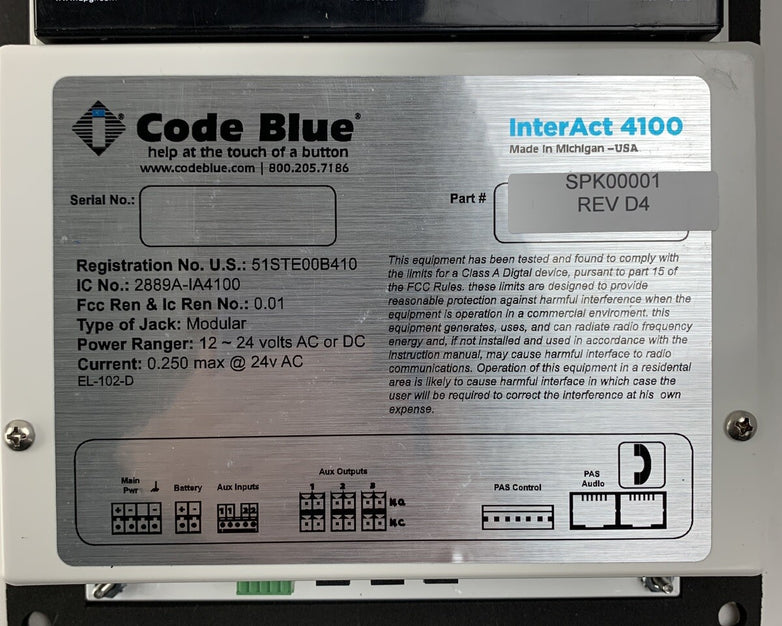 Code Blue®
help at the touch of a button
www.codeblue.com | 800.205.7186
InterAct 4100
Made in Michigan –USA
Serial No.:
Part #
SPK00001
REV D4
Registration No. U.S.: 51STE00B410
IC No.: 2889A-IA4100
Fcc Ren & Ic Ren No.: 0.01
Type of Jack: Modular
Power Ranger: 12 ~ 24 volts AC or DC
Current: 0.250 max @ 24v AC
EL-102-D
This equipment has been tested and found to comply with
the limits for a Class A Digtal device, pursuant to part 15 of
the FCC Rules. these limits are designed to provide
reasonable protection against harmful interference when the
equipment is operation in a commercial enviroment. this
equipment generates, uses, and can radiate radio frequency
energy and, if not installed and used in accordance with the
instruction manual, may cause harmful interface to radio
communications. Operation of this equipment in a residental
area is likely to cause harmful interface in which case the
user will be required to correct the interference at his own
expense.
Main
Pwr
Battery
Aux Inputs
Aux Outputs
1 2 3
N.O.
N.C.
PAS Control
PAS
Audio